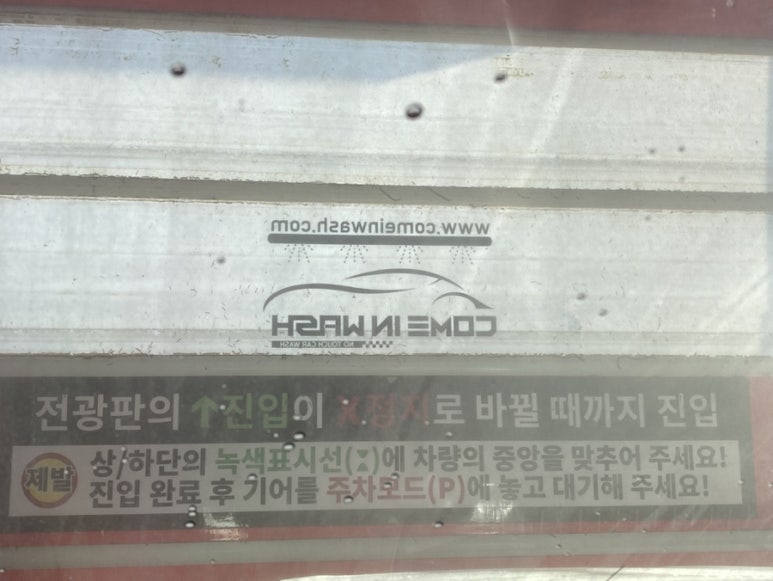 www.comeinwash.com
COME IN WASH
NO TOUCH CAR WASH
전광판의 ↑진입이 X정지로 바뀔 때까지 진입
제발
상/하단의 녹색표시선(⧗)에 차량의 중앙을 맞추어 주세요!
진입 완료 후 기어를 주차모드(P)에 놓고 대기해 주세요!